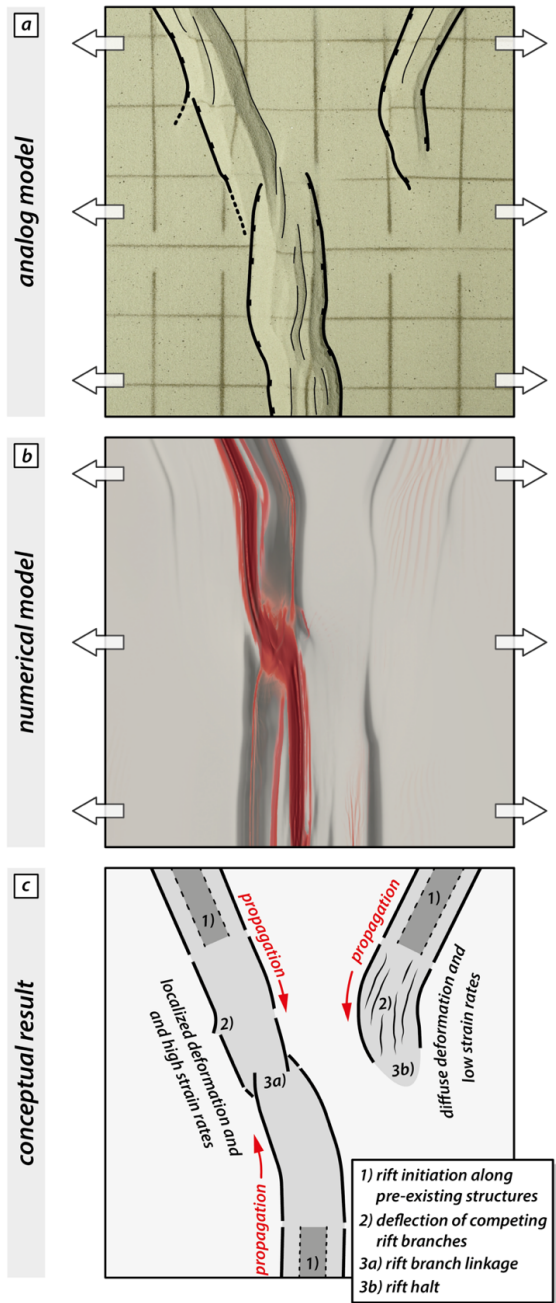 a
analog model
b
numerical model
c
conceptual result
1)
propagation
propagation
1)
2)
localized deformation and
and high strain rates
2)
diffuse deformation and
low strain rates
3a)
3b)
propagation
1)
1) rift initiation along
pre-existing structures
2) deflection of competing
rift branches
3a) rift branch linkage
3b) rift halt